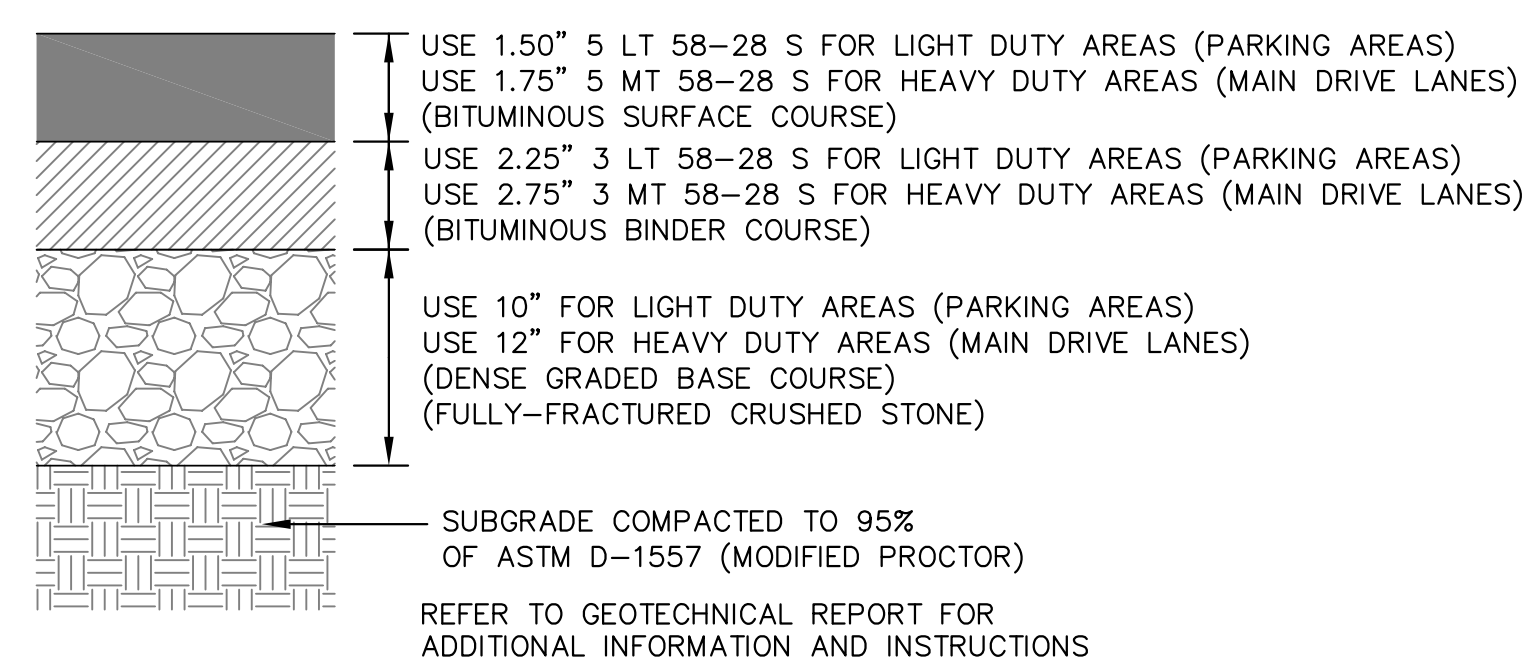 USE 1.50” 5 LT 58–28 S FOR LIGHT DUTY AREAS (PARKING AREAS)
USE 1.75” 5 MT 58–28 S FOR HEAVY DUTY AREAS (MAIN DRIVE LANES)
(BITUMINOUS SURFACE COURSE)
USE 2.25” 3 LT 58–28 S FOR LIGHT DUTY AREAS (PARKING AREAS)
USE 2.75” 3 MT 58–28 S FOR HEAVY DUTY AREAS (MAIN DRIVE LANES)
(BITUMINOUS BINDER COURSE)
USE 10” FOR LIGHT DUTY AREAS (PARKING AREAS)
USE 12” FOR HEAVY DUTY AREAS (MAIN DRIVE LANES)
(DENSE GRADED BASE COURSE)
(FULLY–FRACTURED CRUSHED STONE)
SUBGRADE COMPACTED TO 95%
OF ASTM D–1557 (MODIFIED PROCTOR)
REFER TO GEOTECHNICAL REPORT FOR
ADDITIONAL INFORMATION AND INSTRUCTIONS